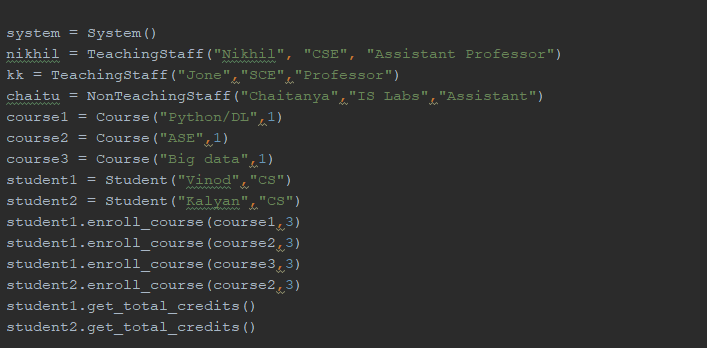 system = System()
nikhil = TeachingStaff("Nikhil", "CSE", "Assistant Professor")
kk = TeachingStaff("Jone","SCE","Professor")
chaitu = NonTeachingStaff("Chaitanya","IS Labs","Assistant")
course1 = Course("Python/DL",1)
course2 = Course("ASE",1)
course3 = Course("Big data",1)
student1 = Student("Vinod","CS")
student2 = Student("Kalyan","CS")
student1.enroll_course(course1,3)
student1.enroll_course(course2,3)
student1.enroll_course(course3,3)
student2.enroll_course(course2,3)
student1.get_total_credits()
student2.get_total_credits()